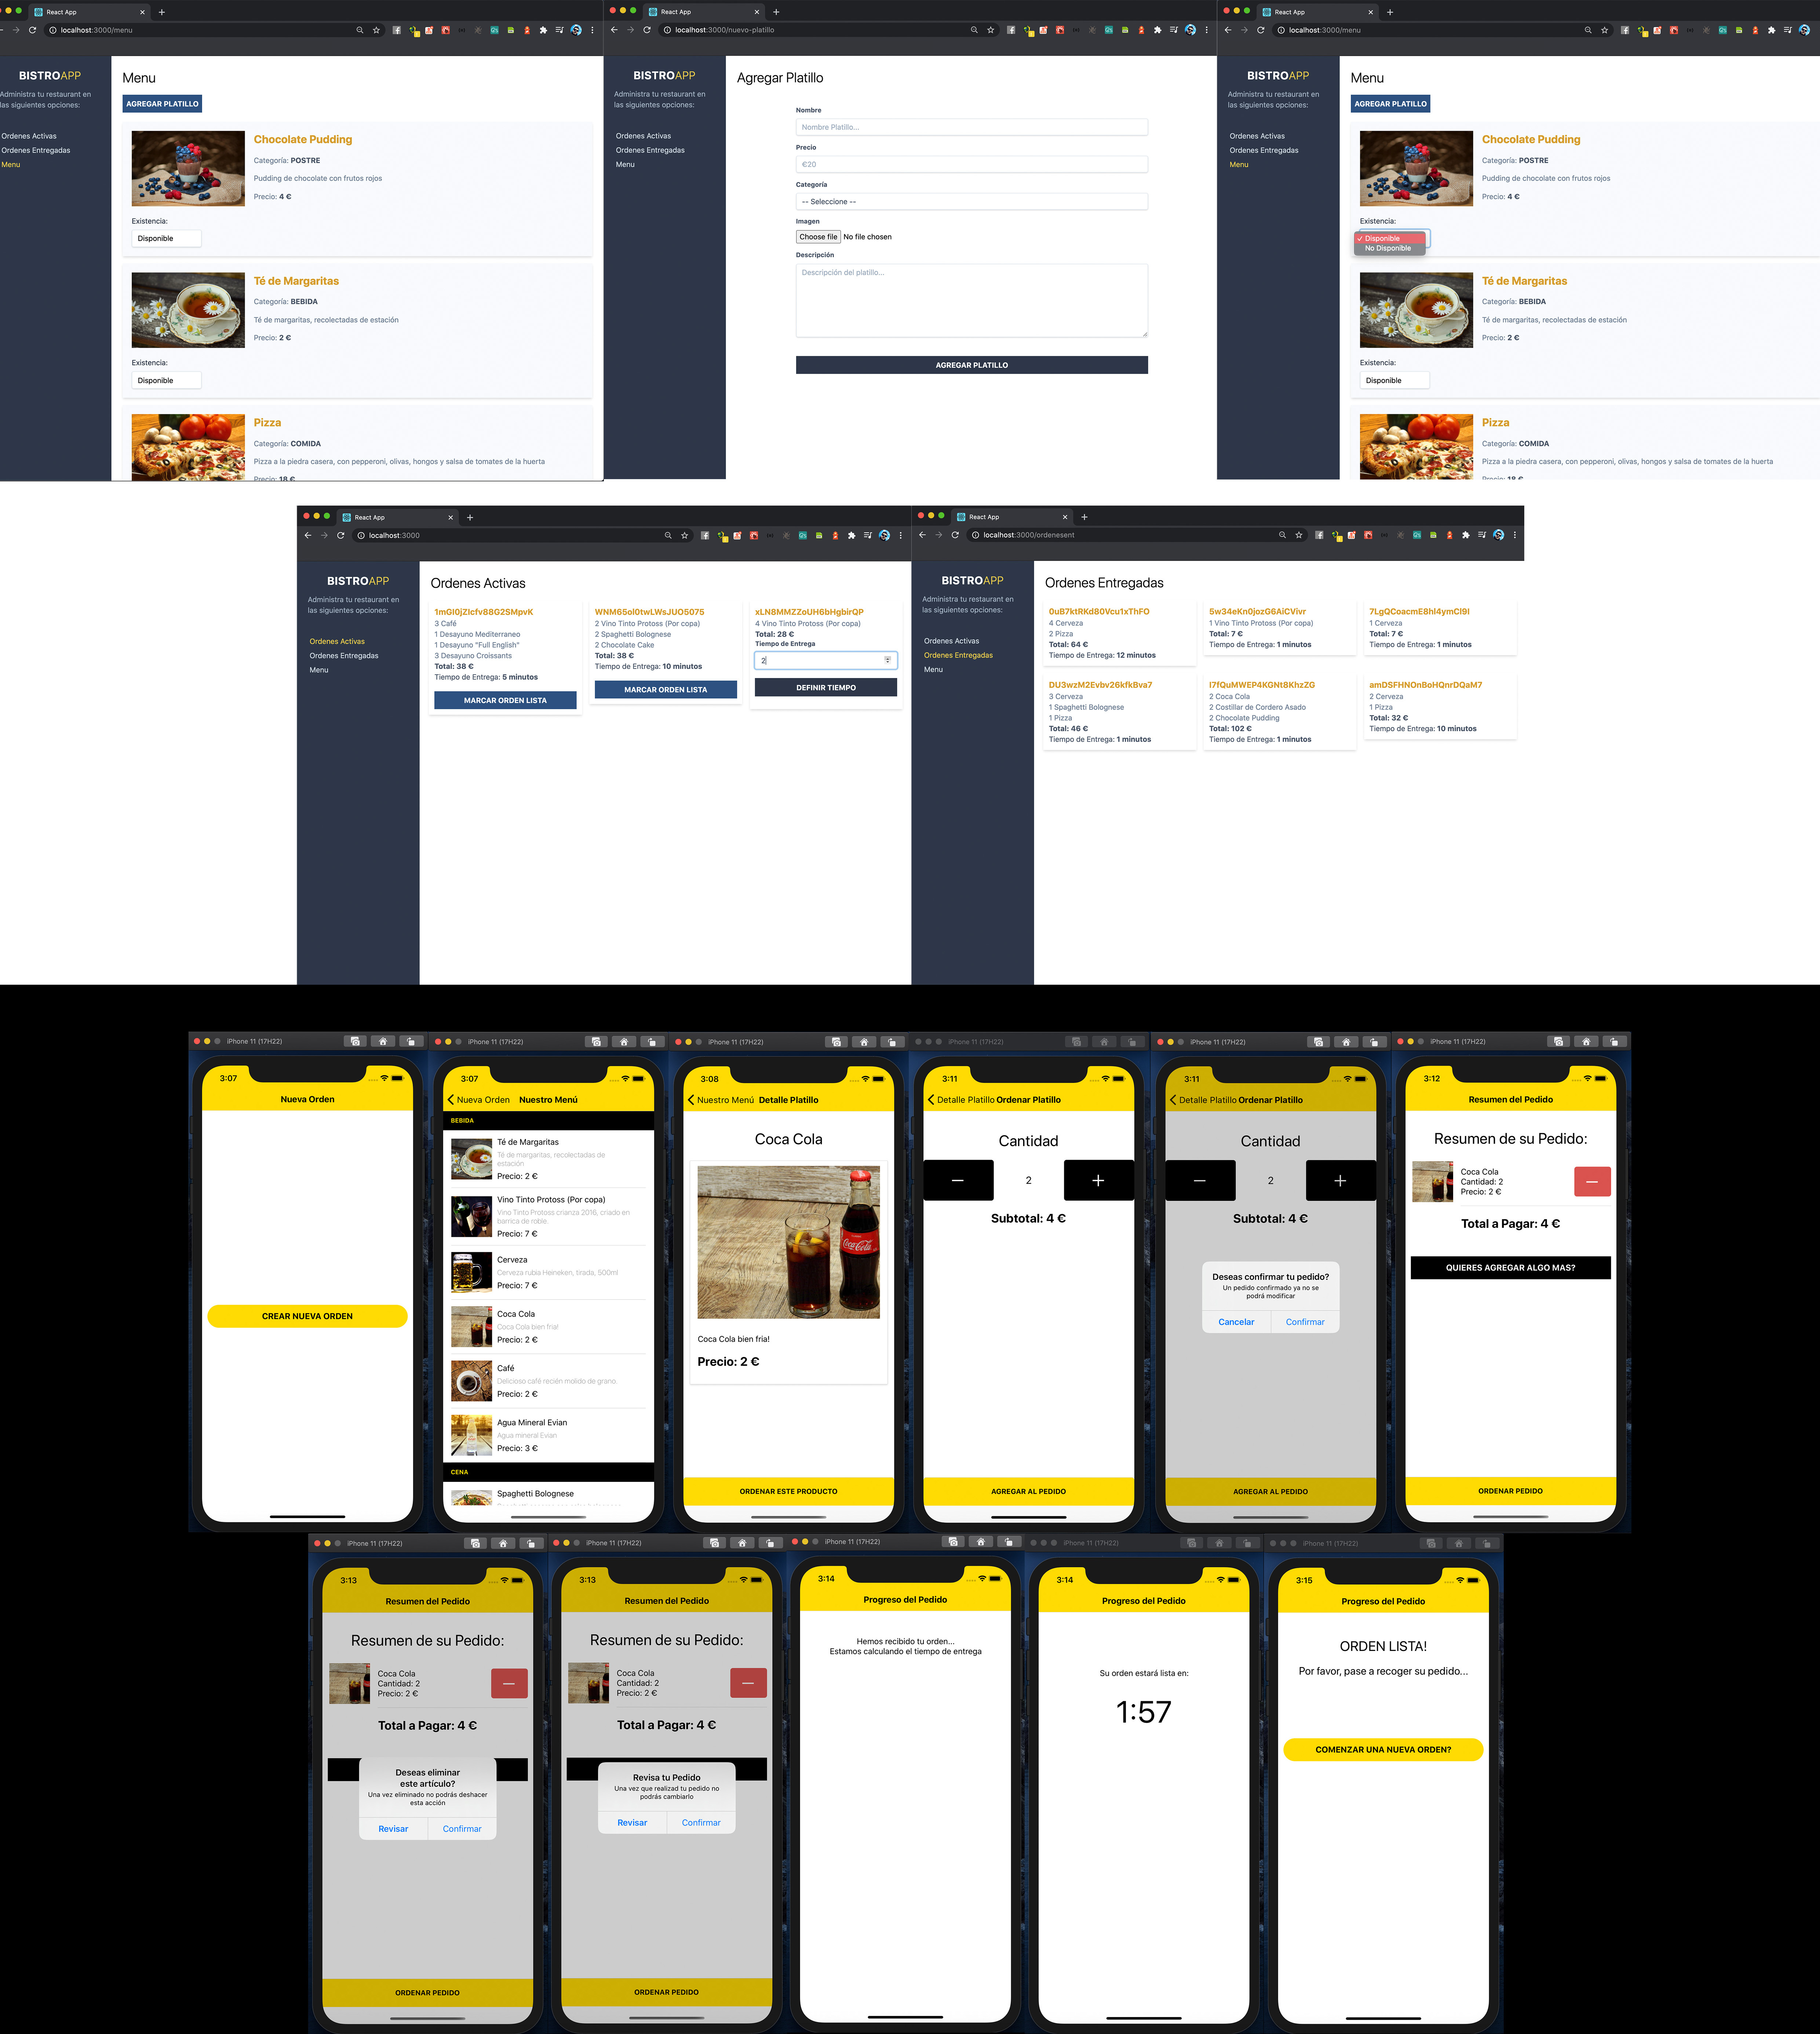 React App
localhost:3000/menu
BISTROAPP
Administra tu restaurant en
las siguientes opciones:
Ordenes Activas
Ordenes Entregadas
Menu
Menu
AGREGAR PLATILLO
Chocolate Pudding
Categoría: POSTRE
Pudding de chocolate con frutos rojos
Precio: 4 €
Existencia:
Disponible
Té de Margaritas
Categoría: BEBIDA
Té de margaritas, recolectadas de estación
Precio: 2 €
Existencia:
Disponible
Pizza
Categoría: COMIDA
Pizza a la piedra casera, con pepperoni, olivas, hongos y salsa de tomates de la huerta
Precio: 18 €
React App
localhost:3000/nuevo-platillo
BISTROAPP
Administra tu restaurant en
las siguientes opciones:
Ordenes Activas
Ordenes Entregadas
Menu
Agregar Platillo
Nombre
Nombre Platillo...
Precio
€20
Categoría
-- Seleccione --
Imagen
Choose file No file chosen
Descripción
Descripción del platillo...
AGREGAR PLATILLO
React App
localhost:3000/menu
BISTROAPP
Administra tu restaurant en
las siguientes opciones:
Ordenes Activas
Ordenes Entregadas
Menu
Menu
AGREGAR PLATILLO
Chocolate Pudding
Categoría: POSTRE
Pudding de chocolate con frutos rojos
Precio: 4 €
Existencia:
✓ Disponible
No Disponible
Té de Margaritas
Categoría: BEBIDA
Té de margaritas, recolectadas de estación
Precio: 2 €
Existencia:
Disponible
Pizza
Categoría: COMIDA
Pizza a la piedra casera, con pepperoni, olivas, hongos y salsa de tomates de la huerta
Precio: 18 €
React App
localhost:3000
BISTROAPP
Administra tu restaurant en
las siguientes opciones:
Ordenes Activas
Ordenes Entregadas
Menu
Ordenes Activas
1mGI0jZIcfv88G2SMpvK
3 Café
1 Desayuno Mediterraneo
1 Desayuno "Full English"
3 Desayuno Croissants
Total: 38 €
Tiempo de Entrega: 5 minutos
MARCAR ORDEN LISTA
WNM65ol0twLWsJUO5075
2 Vino Tinto Protoss (Por copa)
2 Spaghetti Bolognese
2 Chocolate Cake
Total: 38 €
Tiempo de Entrega: 10 minutos
MARCAR ORDEN LISTA
xLN8MMZZoUH6bHgbirQP
4 Vino Tinto Protoss (Por copa)
Total: 28 €
Tiempo de Entrega
2
DEFINIR TIEMPO
React App
localhost:3000/ordenesent
BISTROAPP
Administra tu restaurant en
las siguientes opciones:
Ordenes Activas
Ordenes Entregadas
Menu
Ordenes Entregadas
0uB7ktRKd80Vcu1xThFO
4 Cerveza
2 Pizza
Total: 64 €
Tiempo de Entrega: 12 minutos
5w34eKn0jozG6AiCVivr
1 Vino Tinto Protoss (Por copa)
Total: 7 €
Tiempo de Entrega: 1 minutos
7LgQCoacmE8hl4ymCl9I
1 Cerveza
Total: 7 €
Tiempo de Entrega: 1 minutos
DU3wzM2Evbv26kfkBva7
3 Cerveza
1 Spaghetti Bolognese
1 Pizza
Total: 46 €
Tiempo de Entrega: 1 minutos
I7fQuMWEP4KGNt8KhzZG
2 Coca Cola
2 Costillar de Cordero Asado
2 Chocolate Pudding
Total: 102 €
Tiempo de Entrega: 1 minutos
amDSFHNOnBoHQnrDQaM7
2 Cerveza
1 Pizza
Total: 32 €
Tiempo de Entrega: 10 minutos
iPhone 11 (17H22)
3:07
Nueva Orden
CREAR NUEVA ORDEN
iPhone 11 (17H22)
3:07
Nueva Orden Nuestro Menú
BEBIDA
Té de Margaritas
Té de margaritas, recolectadas de
estación
Precio: 2 €
Vino Tinto Protoss (Por copa)
Vino Tinto Protoss crianza 2016, criado en
barrica de roble.
Precio: 7 €
Cerveza
Cerveza rubia Heineken, tirada, 500ml
Precio: 7 €
Coca Cola
Coca Cola bien fria!
Precio: 2 €
Café
Delicioso café recién molido de grano.
Precio: 2 €
Agua Mineral Evian
Agua mineral Evian
Precio: 3 €
CENA
Spaghetti Bolognese
iPhone 11 (17H22)
3:08
Nuestro Menú Detalle Platillo
Coca Cola
Coca-Cola
Coca Cola bien fria!
Precio: 2 €
ORDENAR ESTE PRODUCTO
iPhone 11 (17H22)
3:11
Detalle Platillo Ordenar Platillo
Cantidad
2
Subtotal: 4 €
AGREGAR AL PEDIDO
iPhone 11 (17H22)
3:11
Detalle Platillo Ordenar Platillo
Cantidad
2
Subtotal: 4 €
Deseas confirmar tu pedido?
Un pedido confirmado ya no se
podrá modificar
Cancelar Confirmar
AGREGAR AL PEDIDO
iPhone 11 (17H22)
3:12
Resumen del Pedido
Resumen de su Pedido:
Coca Cola
Cantidad: 2
Precio: 2 €
Total a Pagar: 4 €
QUIERES AGREGAR ALGO MAS?
ORDENAR PEDIDO
iPhone 11 (17H22)
3:13
Resumen del Pedido
Resumen de su Pedido:
Coca Cola
Cantidad: 2
Precio: 2 €
Total a Pagar: 4 €
Deseas eliminar
este artículo?
Una vez eliminado no podrás deshacer
esta acción
Revisar Confirmar
ORDENAR PEDIDO
iPhone 11 (17H22)
3:13
Resumen del Pedido
Resumen de su Pedido:
Coca Cola
Cantidad: 2
Precio: 2 €
Total a Pagar: 4 €
Revisa tu Pedido
Una vez que realizad tu pedido no
podrás cambiarlo
Revisar Confirmar
ORDENAR PEDIDO
iPhone 11 (17H22)
3:14
Progreso del Pedido
Hemos recibido tu orden...
Estamos calculando el tiempo de entrega
iPhone 11 (17H22)
3:14
Progreso del Pedido
Su orden estará lista en:
1:57
iPhone 11 (17H22)
3:15
Progreso del Pedido
ORDEN LISTA!
Por favor, pase a recoger su pedido...
COMENZAR UNA NUEVA ORDEN?